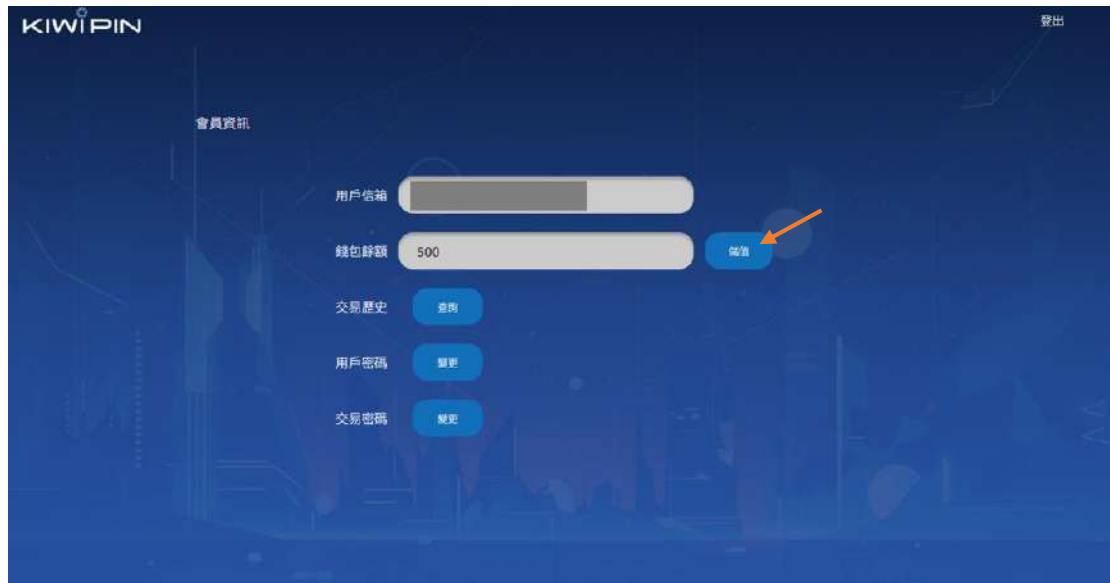 KIWIPIN
登出
會員資訊
用戶信箱
錢包餘額 500 儲值
交易歷史 查詢
用戶密碼 變更
交易密碼 變更